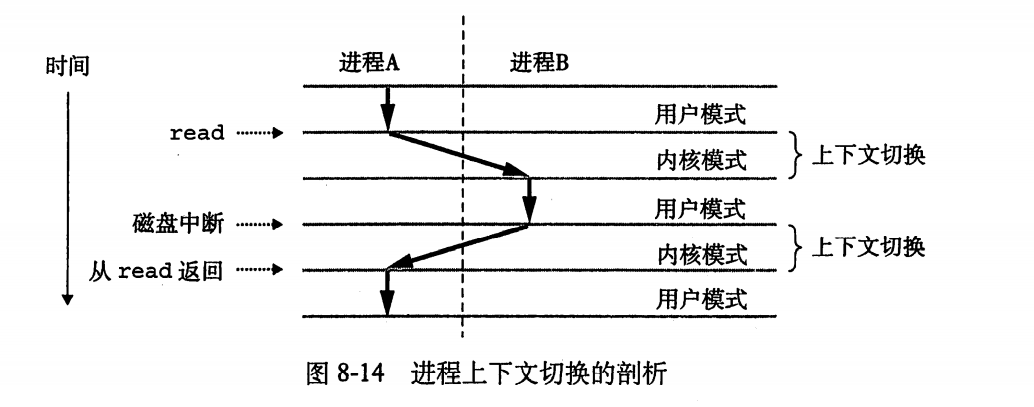 时间
进程A
进程B
用户模式
read
内核模式
上下文切换
用户模式
磁盘中断
内核模式
上下文切换
从 read 返回
用户模式
图 8-14 进程上下文切换的剖析